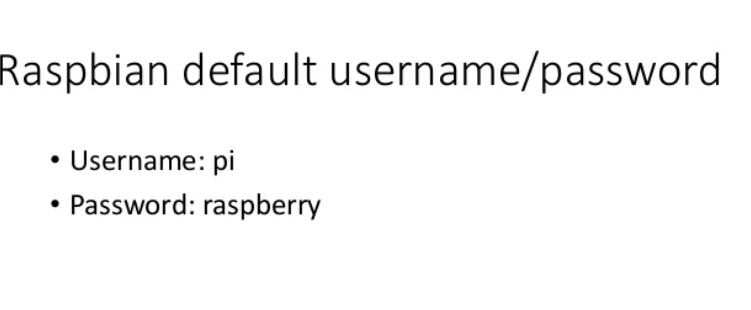 Raspbian default username/password
• Username: pi
• Password: raspberry